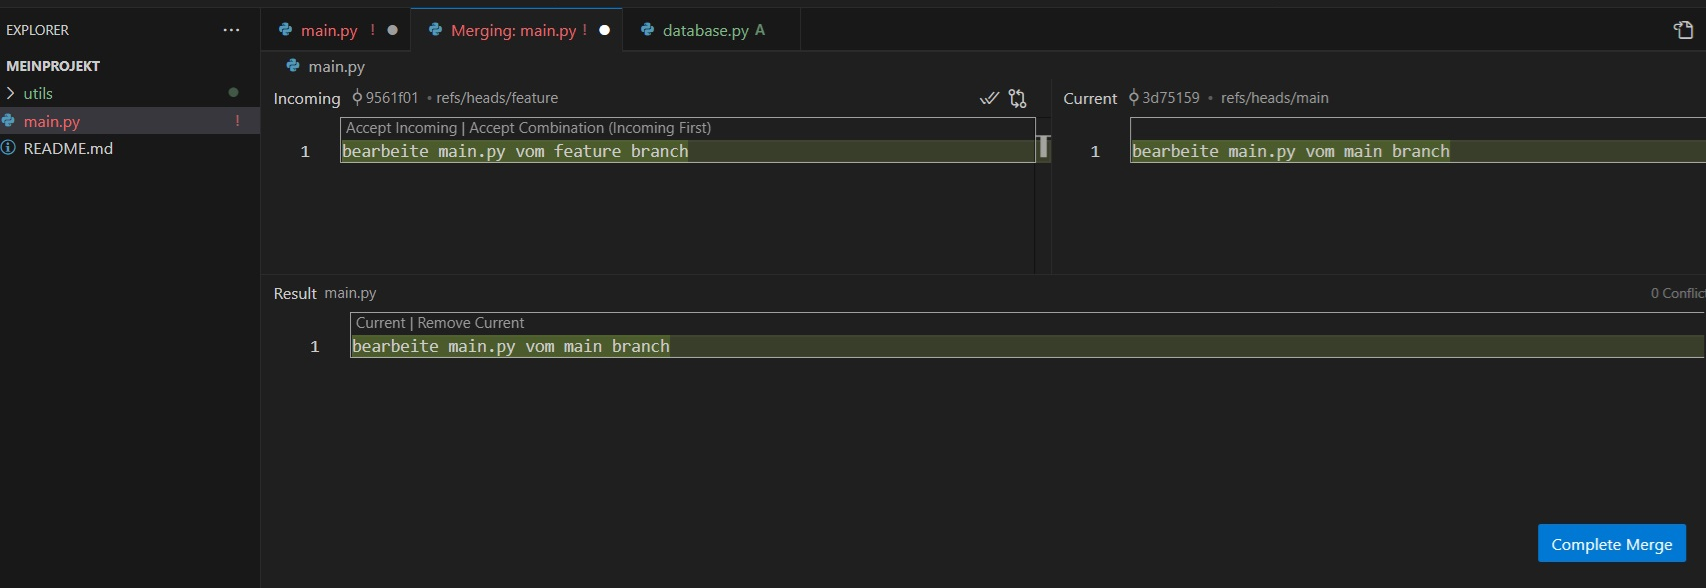 EXPLORER ···
main.py ! ● Merging: main.py ! ● database.py A
MEINPROJEKT
main.py
utils
Incoming 9561f01 • refs/heads/feature
Current 3d75159 • refs/heads/main
main.py !
Accept Incoming | Accept Combination (Incoming First)
README.md
1 bearbeite main.py vom feature branch
1 bearbeite main.py vom main branch
Result main.py 0 Conflic
Current | Remove Current
1 bearbeite main.py vom main branch
Complete Merge